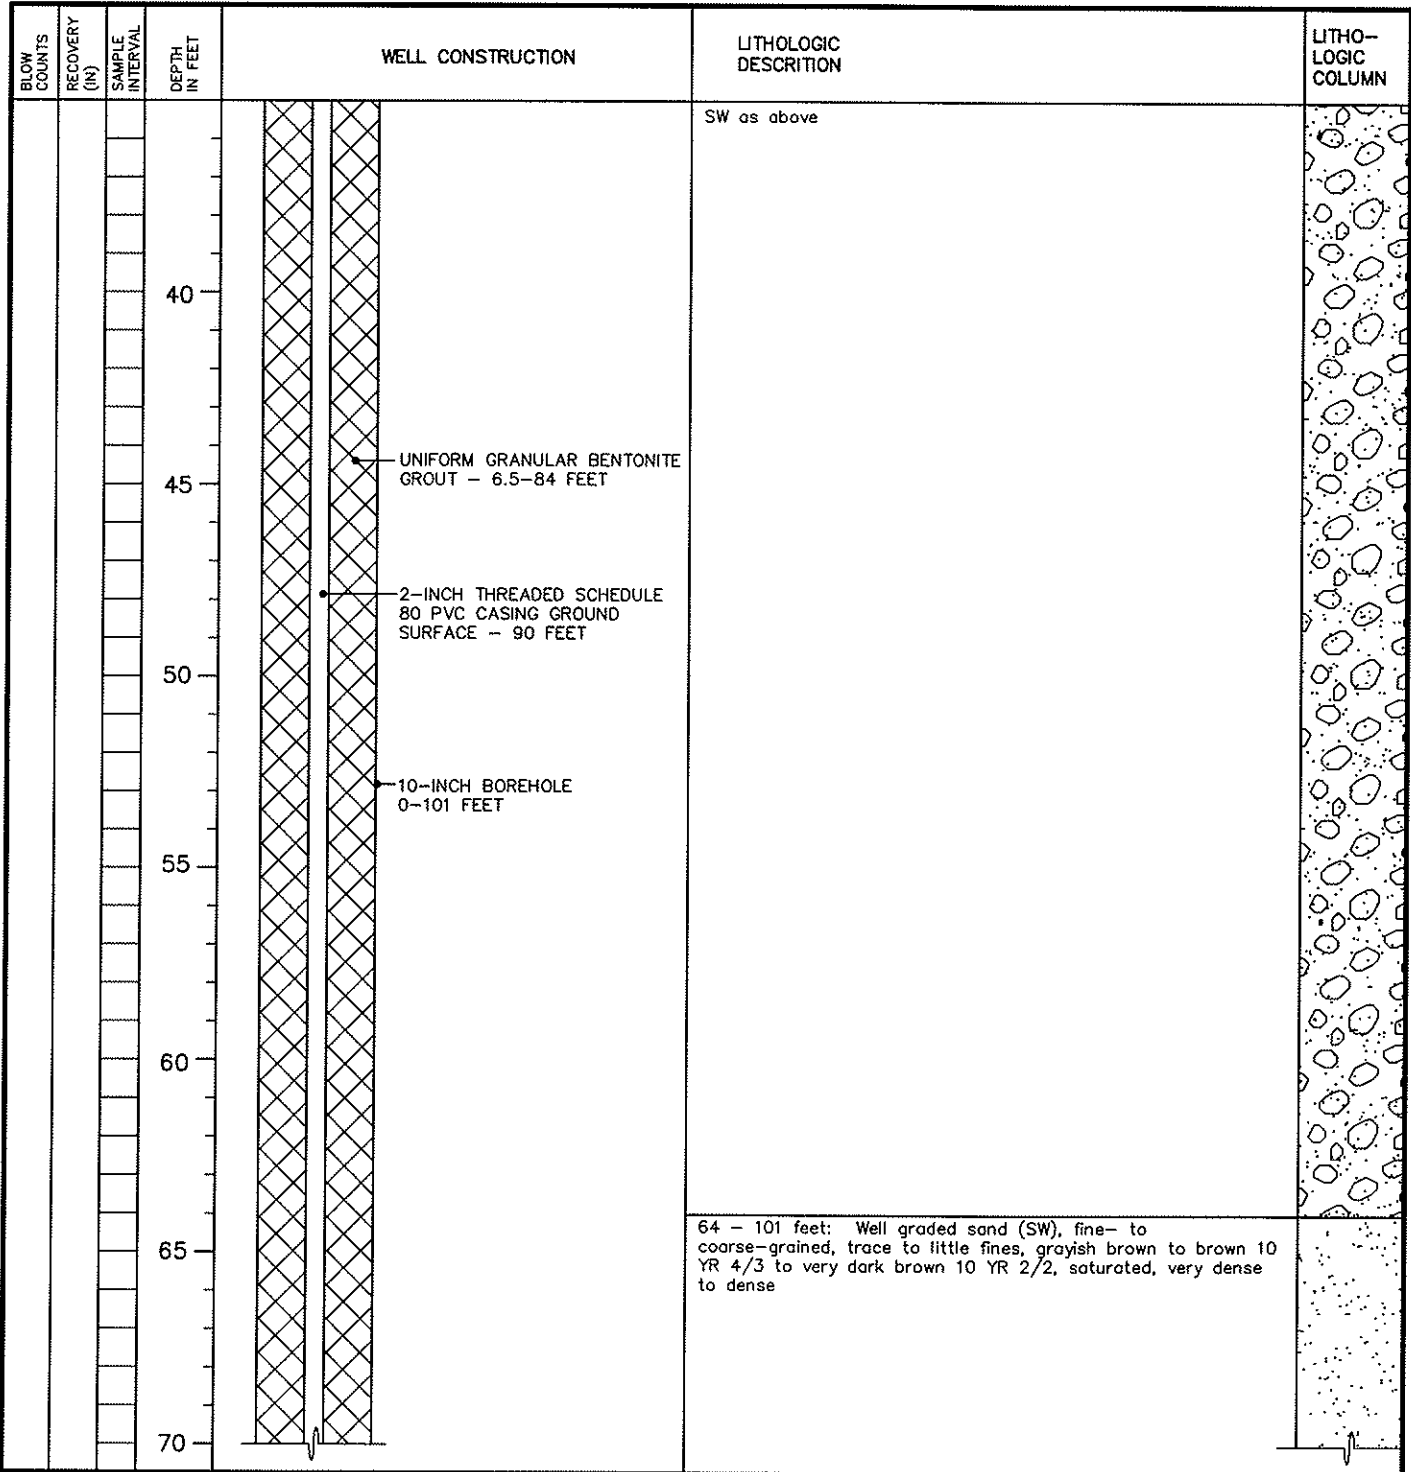 BLOW
COUNTS
RECOVERY
(IN)
SAMPLE
INTERVAL
DEPTH
IN FEET
WELL CONSTRUCTION
LITHOLOGIC
DESCRITION
LITHO–
LOGIC
COLUMN
SW as above
40
UNIFORM GRANULAR BENTONITE
GROUT – 6.5–84 FEET
45
2–INCH THREADED SCHEDULE
80 PVC CASING GROUND
SURFACE – 90 FEET
50
10–INCH BOREHOLE
0–101 FEET
55
60
64 – 101 feet: Well graded sand (SW), fine– to
coarse–grained, trace to little fines, grayish brown to brown 10
YR 4/3 to very dark brown 10 YR 2/2, saturated, very dense
to dense
65
70